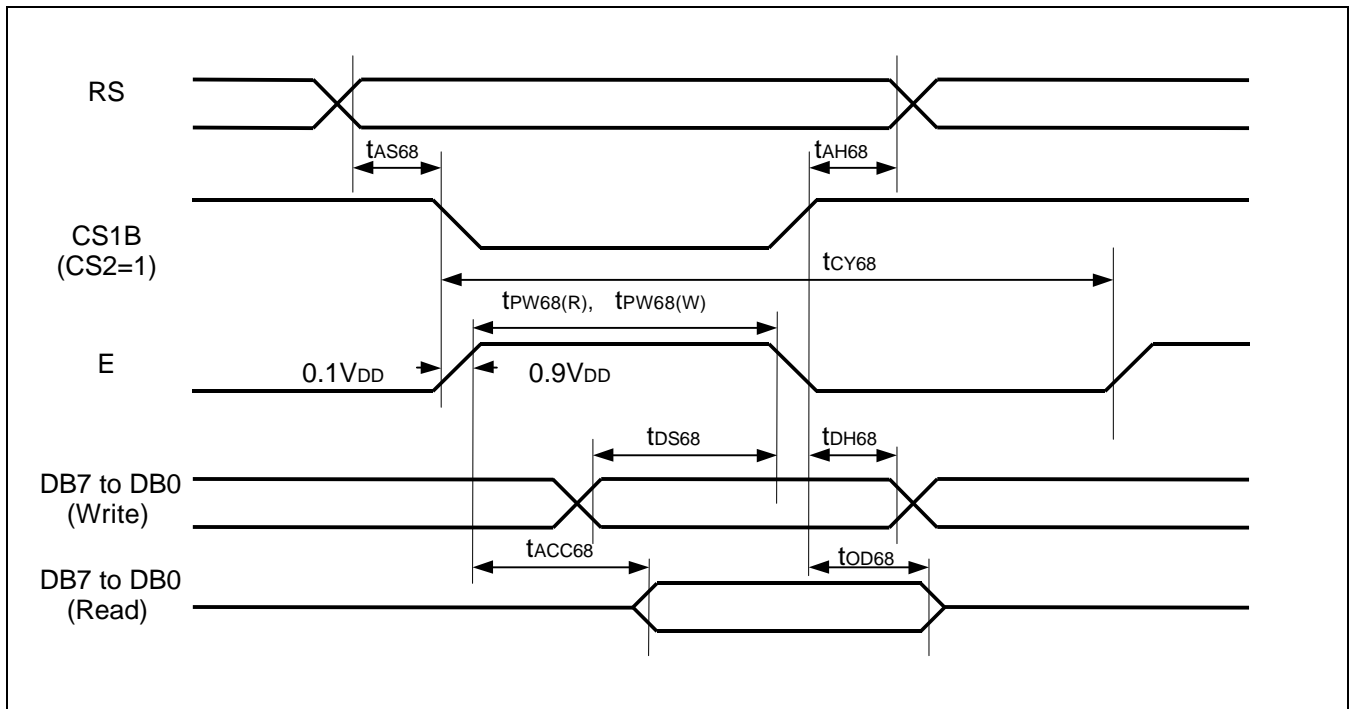 RS
tAS68
tAH68
CS1B
(CS2=1)
tCY68
tPW68(R), tPW68(W)
E
0.1VDD
0.9VDD
tDS68
tDH68
DB7 to DB0
(Write)
tACC68
tOD68
DB7 to DB0
(Read)